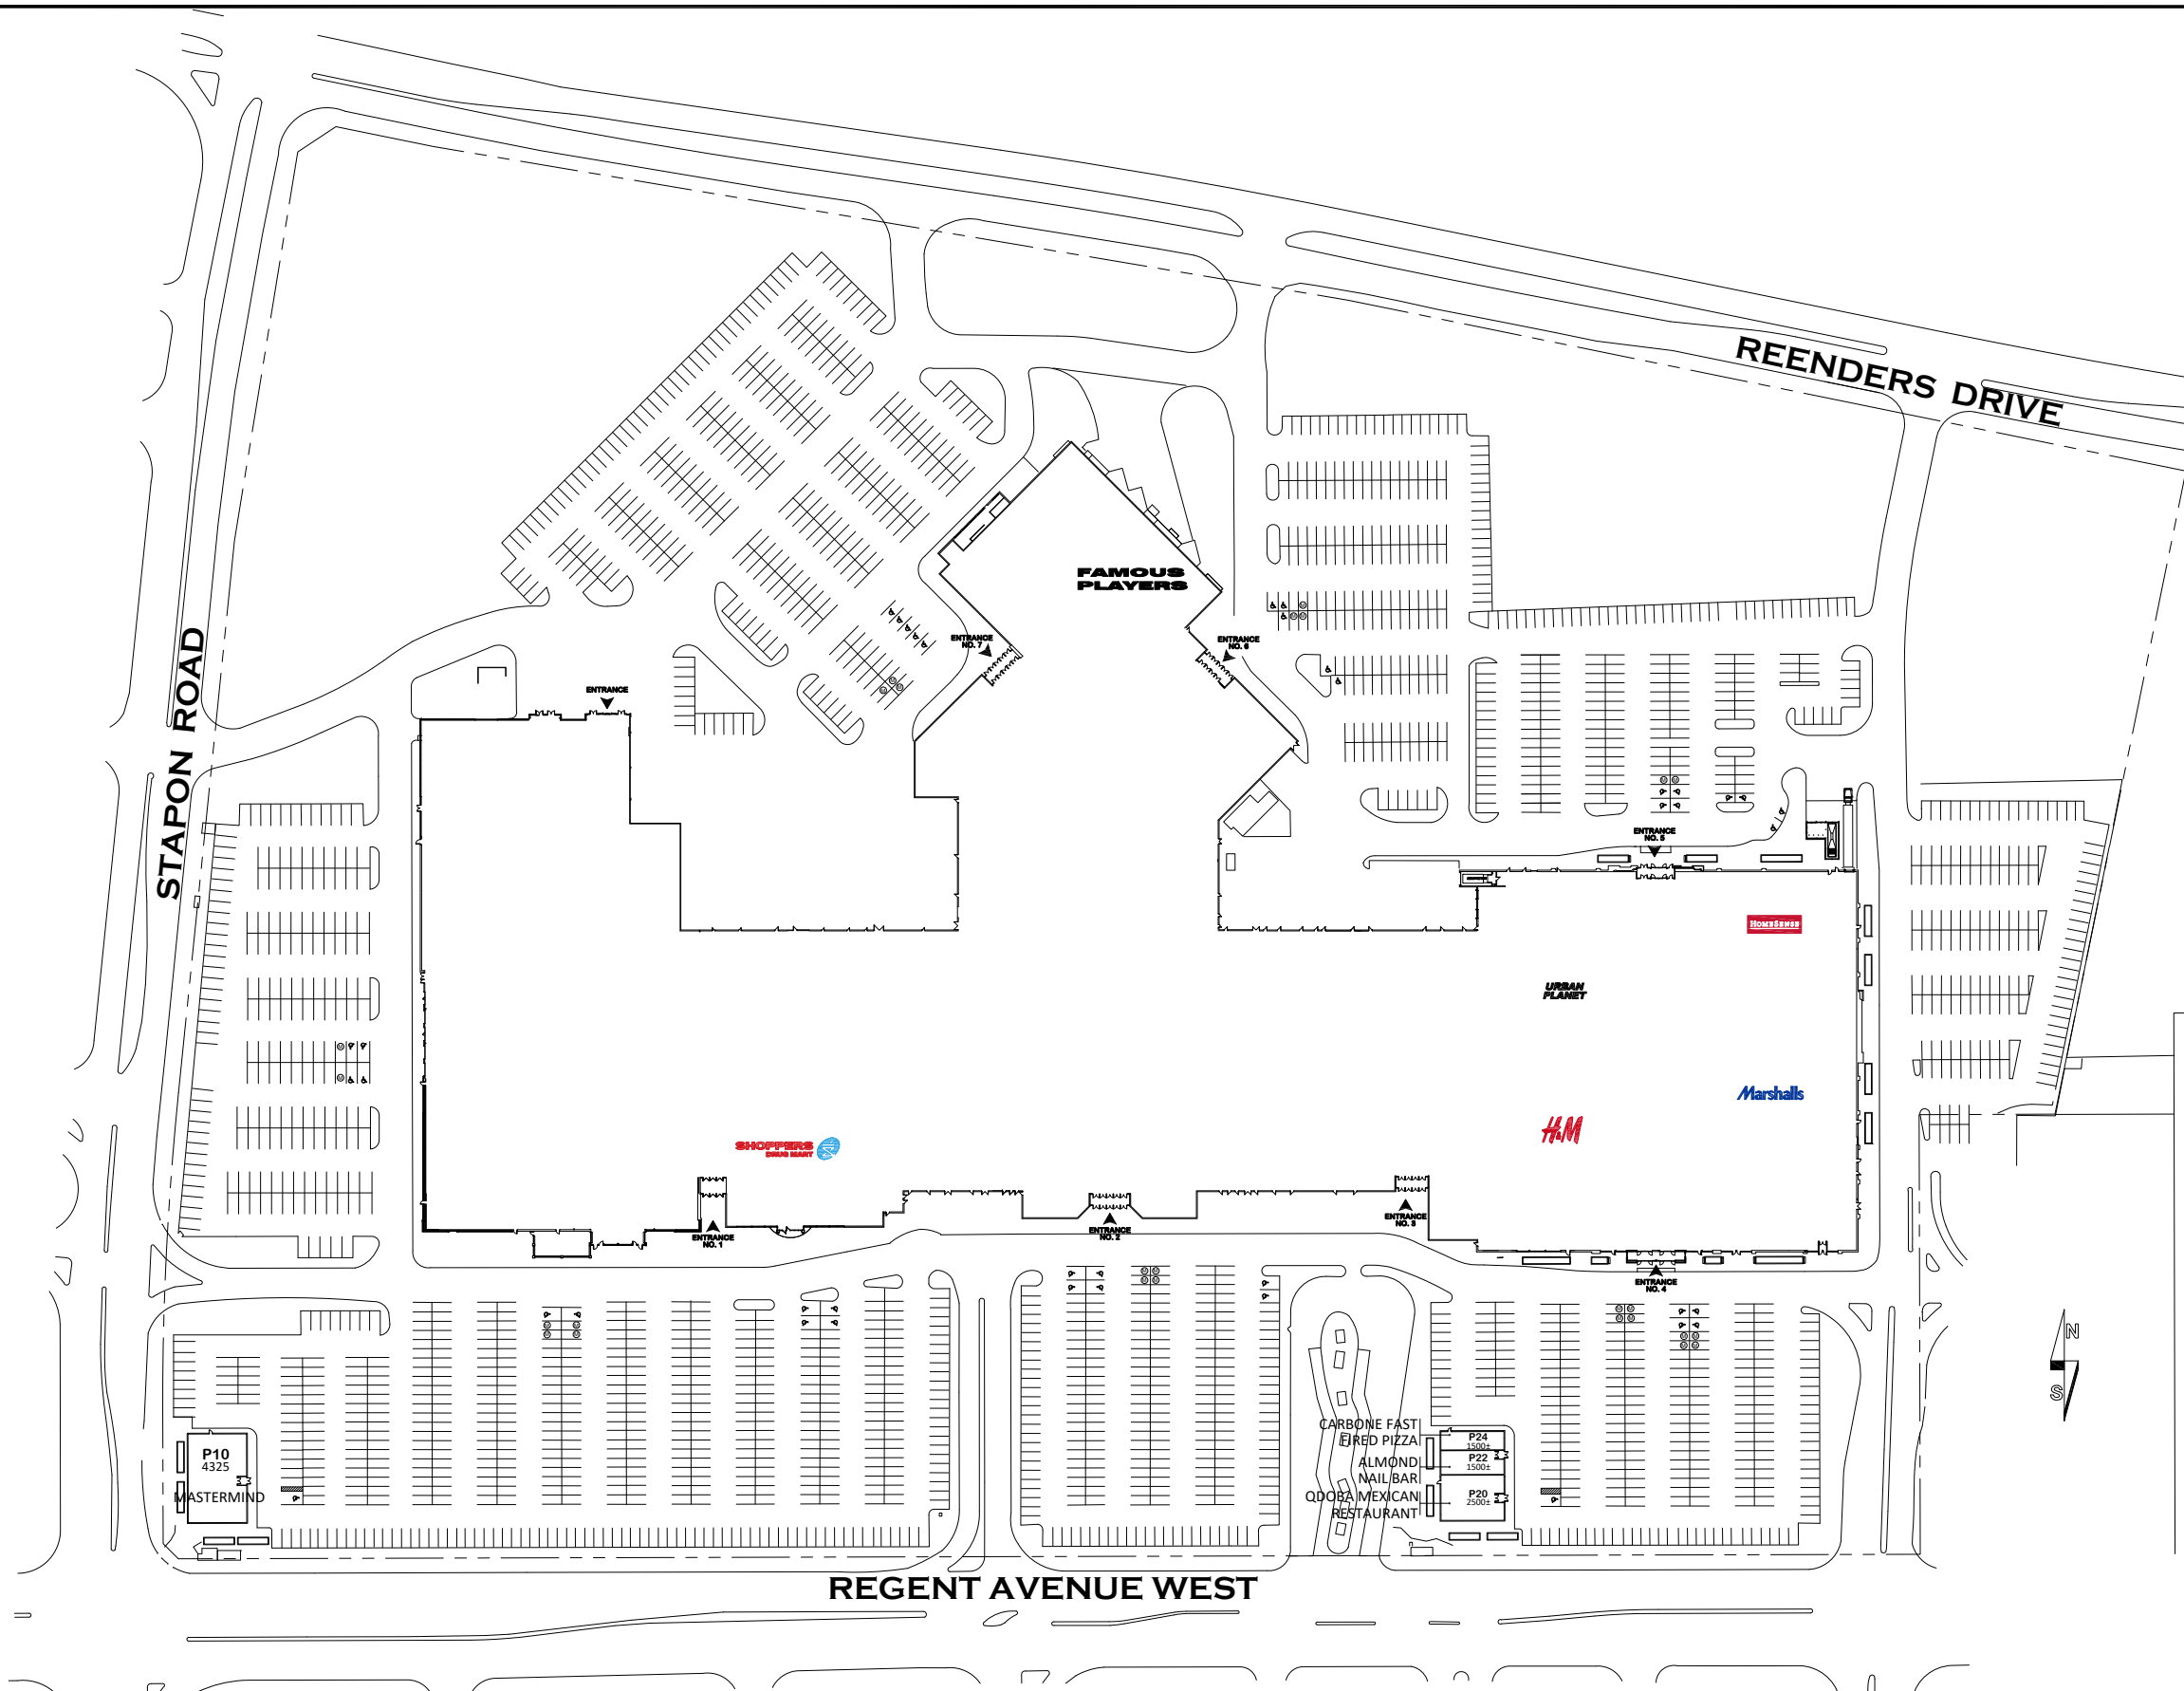 REENDERS DRIVE
FAMOUS
PLAYERS
ENTRANCE
NO. 7
ENTRANCE
NO. 6
STAPON ROAD
ENTRANCE
ENTRANCE
NO. 5
HomeSense
URBAN
PLANET
Marshalls
H&M
SHOPPERS
DRUG MART
ENTRANCE
NO. 1
ENTRANCE
NO. 2
ENTRANCE
NO. 3
ENTRANCE
NO. 4
N
S
CARBONE FAST
FIRED PIZZA
P24
1500±
ALMOND
NAIL BAR
P22
1500±
QDOBA MEXICAN
RESTAURANT
P20
2500±
P10
4325
MASTERMIND
REGENT AVENUE WEST